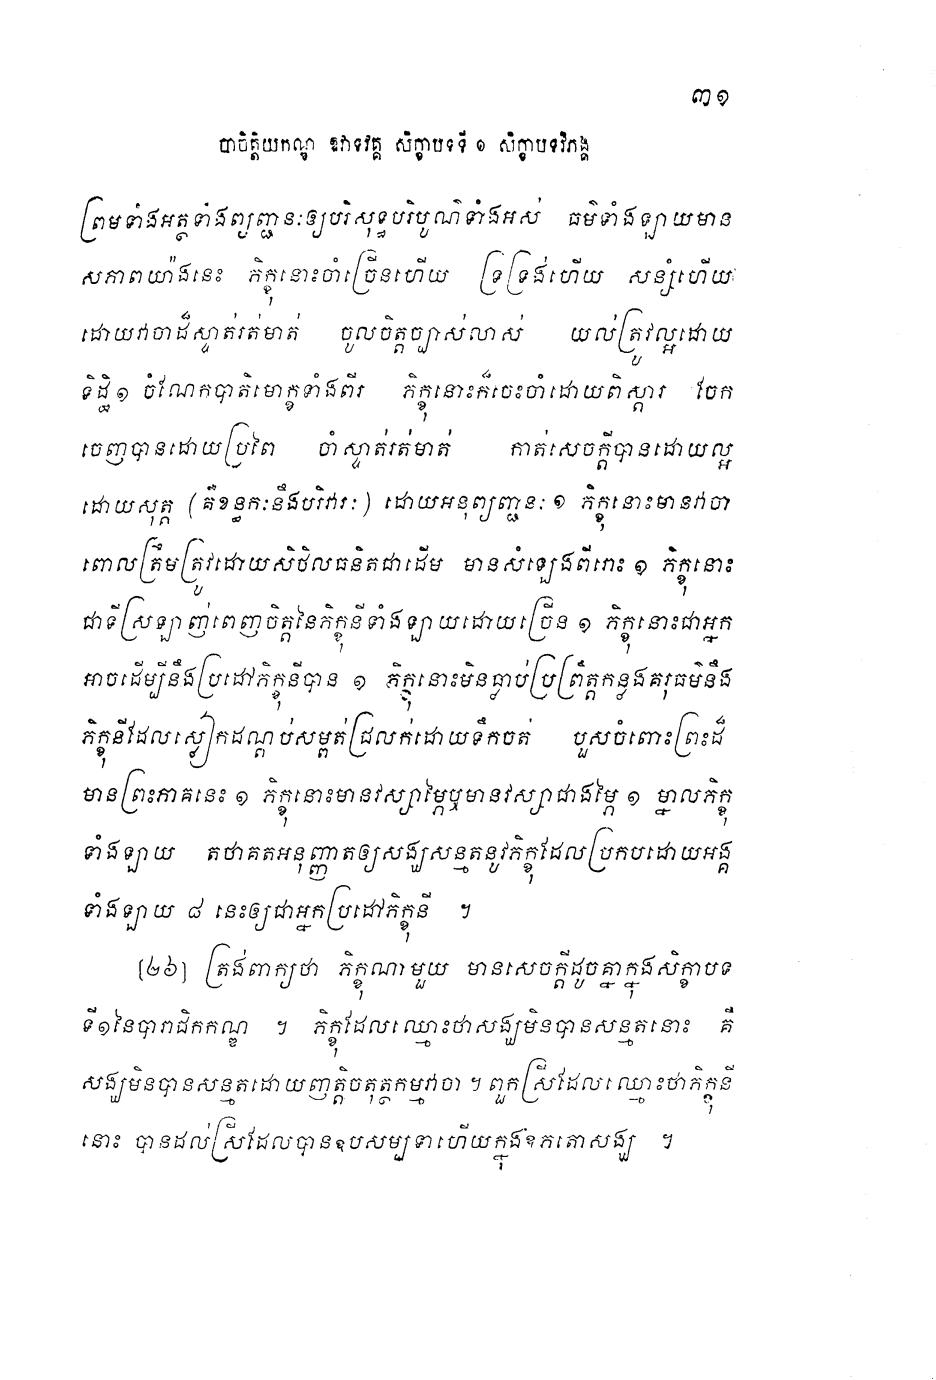 ៣១
បាចិត្តិយកណ្ឌ ឱវាទវគ្គ សិក្ខាបទទី ១ សិក្ខាបទវិភង្គ
ព្រមទាំងអត្ថទាំងព្យញ្ជនៈឲ្យបរិសុទ្ធបរិបូណ៌ទាំងអស់ ធម៌ទាំងឡាយមាន
សភាពយ៉ាងនេះ ភិក្ខុនោះចាំច្រើនហើយ ទ្រទ្រង់ហើយ សន្សំហើយ
ដោយវាចាដ៏ស្ទាត់រត់មាត់ ចូលចិត្តច្បាស់លាស់ យល់ត្រូវល្អដោយ
ទិដ្ឋិ១ ចំណែកបាតិមោក្ខទាំងពីរ ភិក្ខុនោះក៏ចេះចាំដោយពិស្តារ ចែក
ចេញបានដោយប្រពៃ ចាំស្ទាត់រត់មាត់ កាត់សេចក្តីបានដោយល្អ
ដោយសុត្ត (គឺខន្ធកៈនឹងបរិវារៈ) ដោយអនុព្យញ្ជនៈ ១ ភិក្ខុនោះមានវាចា
ពោលត្រឹមត្រូវដោយសិថិលធនិតជាដើម មានសំឡេងពីរោះ ១ ភិក្ខុនោះ
ជាទីស្រឡាញ់ពេញចិត្តនៃភិក្ខុនីទាំងឡាយដោយច្រើន ១ ភិក្ខុនោះជាអ្នក
អាចដើម្បីនឹងប្រដៅភិក្ខុនីបាន ១ ភិក្ខុនោះមិនធ្លាប់ប្រព្រឹត្តកន្លងគរុធម៌នឹង
ភិក្ខុនីដែលស្លៀកដណ្តប់សម្ពត់ជ្រលក់ដោយទឹកចត់ បួសចំពោះព្រះដ៏
មានព្រះភាគនេះ ១ ភិក្ខុនោះមានវស្សាម្ភៃឬមានវស្សាជាងម្ភៃ ១ ម្នាលភិក្ខុ
ទាំងឡាយ តថាគតអនុញ្ញាតឲ្យសង្ឃសន្មតនូវភិក្ខុដែលប្រកបដោយអង្គ
ទាំងឡាយ ៨ នេះឲ្យជាអ្នកប្រដៅភិក្ខុនី ។
[២៦] ត្រង់ពាក្យថា ភិក្ខុណាមួយ មានសេចក្តីដូចគ្នាក្នុងសិក្ខាបទ
ទី១នៃបារាជិកកណ្ឌ ។ ភិក្ខុដែលឈ្មោះថាសង្ឃមិនបានសន្មតនោះ គឺ
សង្ឃមិនបានសន្មតដោយញត្តិចតុត្ថកម្មវាចា ។ ពួកស្រីដែលឈ្មោះថាភិក្ខុនី
នោះ បានដល់ស្រីដែលបានឧបសម្បទាហើយក្នុងឧភតោសង្ឃ ។